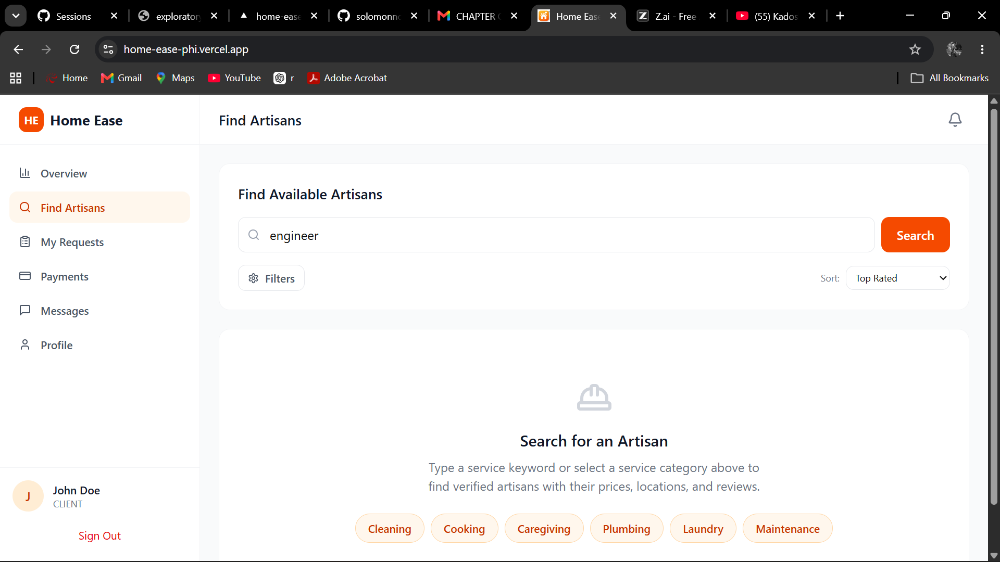 Sessions
exploratory
home-ease
CHAPTER
Home Ease
Z.ai - Free
(55) Kados
home-ease-phi.vercel.app
Home
Gmail
Maps
YouTube
r
Adobe Acrobat
All Bookmarks
HE
Home Ease
Find Artisans
Overview
Find Artisans
My Requests
Payments
Messages
Profile
J
John Doe
CLIENT
Sign Out
Find Available Artisans
engineer
Search
Filters
Sort:
Top Rated
Search for an Artisan
Type a service keyword or select a service category above to
find verified artisans with their prices, locations, and reviews.
Cleaning
Cooking
Caregiving
Plumbing
Laundry
Maintenance